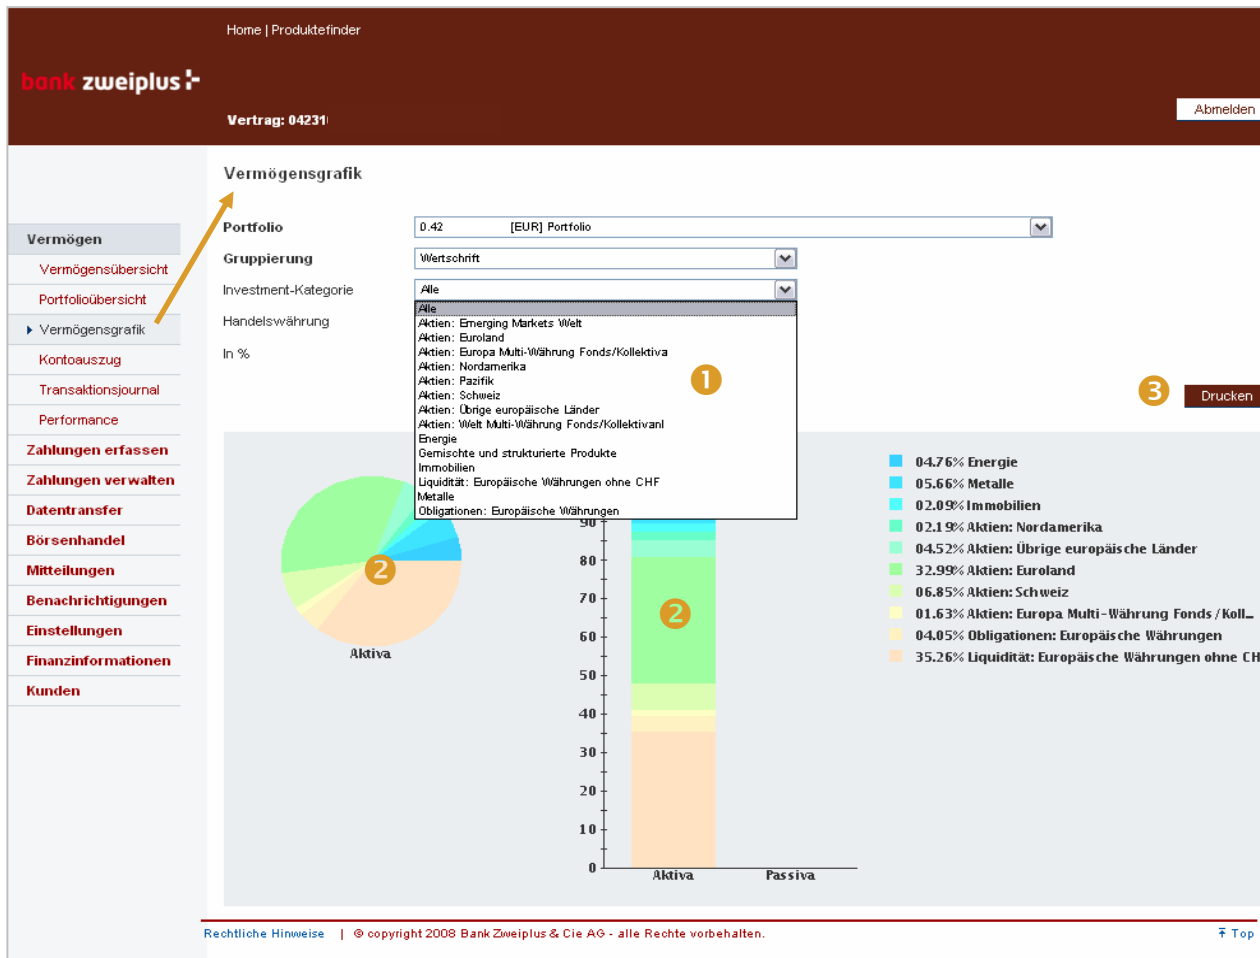 Home | Produktefinder
bank zweiplus
Vertrag: 04231
Abmelden
Vermögensgrafik
Vermögen
Vermögensübersicht
Portfolioübersicht
Vermögensgrafik
Kontoauszug
Transaktionsjournal
Performance
Zahlungen erfassen
Zahlungen verwalten
Datentransfer
Börsenhandel
Mitteilungen
Benachrichtigungen
Einstellungen
Finanzinformationen
Kunden
Portfolio 0.42 [EUR] Portfolio
Gruppierung Wertschrift
Investment-Kategorie Alle
Handelswährung
In %
Alle
Aktien: Emerging Markets Welt
Aktien: Euroland
Aktien: Europa Multi-Währung Fonds/Kollektiva
Aktien: Nordamerika
Aktien: Pazifik
Aktien: Schweiz
Aktien: Übrige europäische Länder
Aktien: Welt Multi-Währung Fonds/Kollektivanl
Energie
Gemischte und strukturierte Produkte
Immobilien
Liquidität: Europäische Währungen ohne CHF
Metalle
Obligationen: Europäische Währungen
1
3 Drucken
2
Aktiva
90
80
70
60
50
40
30
20
10
0
2
Aktiva Passiva
04.76% Energie
05.66% Metalle
02.09% Immobilien
02.19% Aktien: Nordamerika
04.52% Aktien: Übrige europäische Länder
32.99% Aktien: Euroland
06.85% Aktien: Schweiz
01.63% Aktien: Europa Multi-Währung Fonds/Koll...
04.05% Obligationen: Europäische Währungen
35.26% Liquidität: Europäische Währungen ohne CH
Rechtliche Hinweise | © copyright 2008 Bank Zweiplus & Cie AG - alle Rechte vorbehalten.
Top